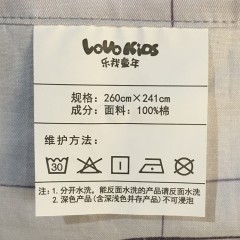 LOVO KIDS
乐我童年
规格：260cm×241cm
成分：面料：100%棉
维护方法：
30
注：1.分开水洗。能反面水洗的产品请反面水洗
2.深色产品(含深浅色并存产品)不可浸泡